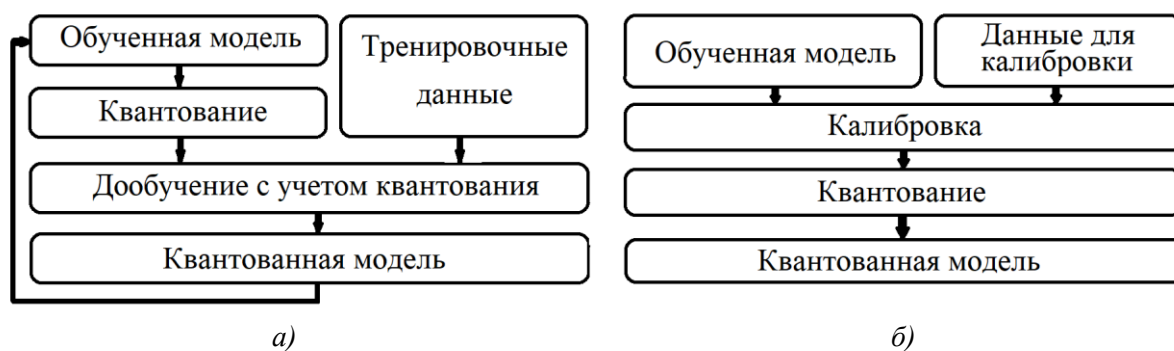 Обученная модель
Квантование
Тренировочные
данные
Дообучение с учетом квантования
Квантованная модель
а)
Обученная модель
Данные для
калибровки
Калибровка
Квантование
Квантованная модель
б)